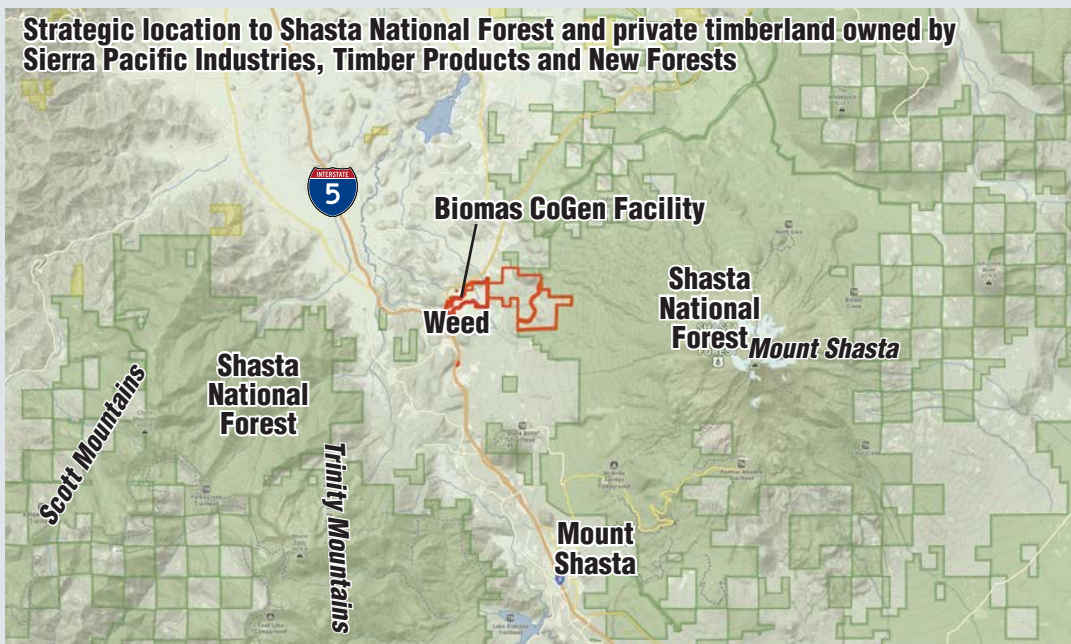 Strategic location to Shasta National Forest and private timberland owned by
Sierra Pacific Industries, Timber Products and New Forests
INTERSTATE
5
Biomas CoGen Facility
Weed
Shasta
National
Forest
Mount Shasta
Shasta
National
Forest
Scott Mountains
Trinity Mountains
Mount
Shasta